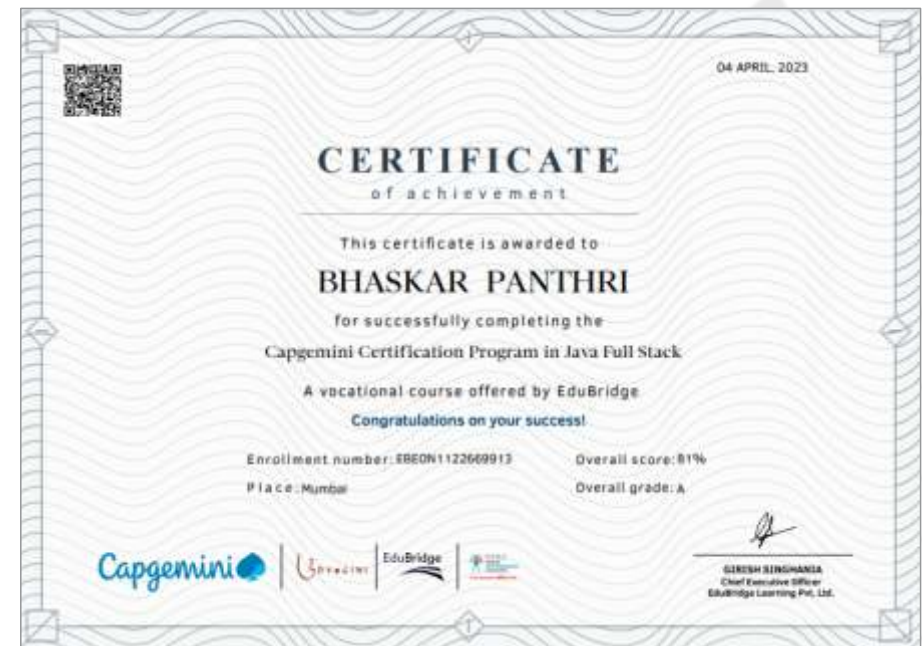 04 APRIL, 2023
CERTIFICATE
of achievement
This certificate is awarded to
BHASKAR PANTHRI
for successfully completing the
Capgemini Certification Program in Java Full Stack
A vocational course offered by EduBridge
Congratulations on your success!
Enrollment number: EBEON1122669913
Overall score: 81%
Place: Mumbai
Overall grade: A
Capgemini
EduBridge
GIRISH SINGHANIA
Chief Executive Officer
EduBridge Learning Pvt. Ltd.